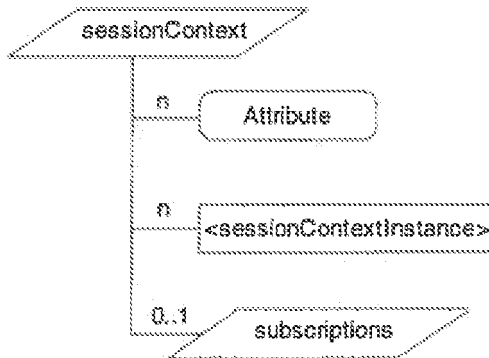 sessionContext
n
Attribute
n
<sessionContextInstance>
0..1
subscriptions